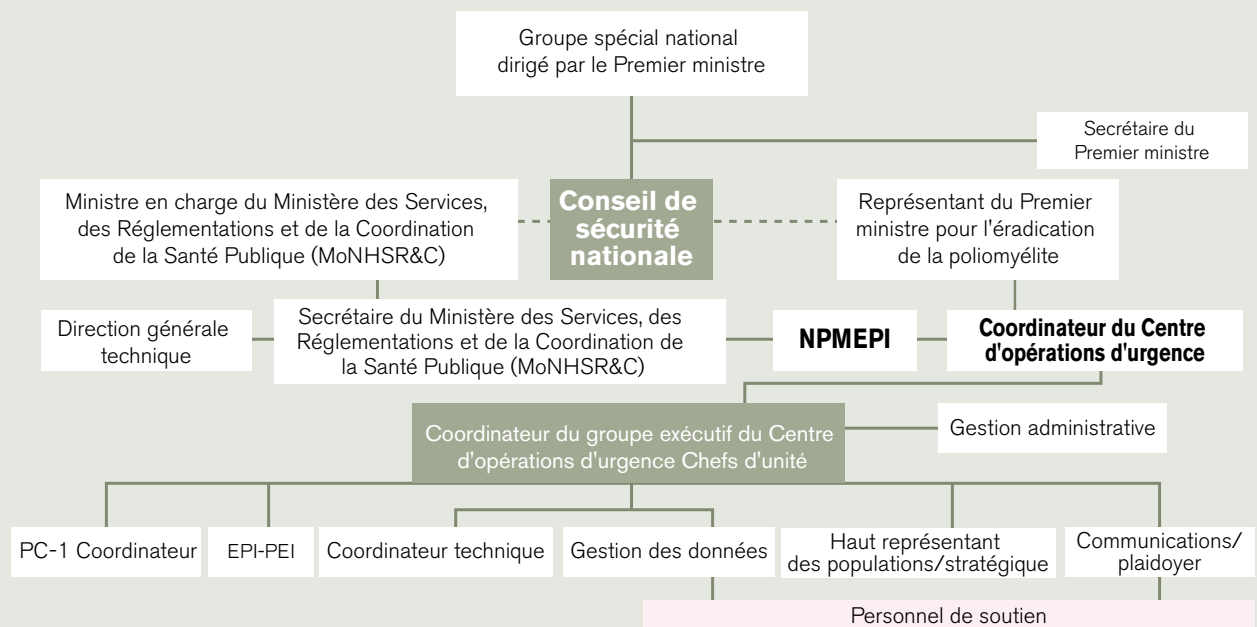 Groupe spécial national
dirigé par le Premier ministre
Secrétaire du
Premier ministre
Ministre en charge du Ministère des Services,
des Réglementations et de la Coordination
de la Santé Publique (MoNHSR&C)
Conseil de
sécurité
nationale
Représentant du Premier
ministre pour l'éradication
de la poliomyélite
Direction générale
technique
Secrétaire du Ministère des Services, des
Réglementations et de la Coordination de
la Santé Publique (MoNHSR&C)
NPMEPI
Coordinateur du Centre
d'opérations d'urgence
Coordinateur du groupe exécutif du Centre
d'opérations d'urgence Chefs d'unité
Gestion administrative
PC-1 Coordinateur
EPI-PEI
Coordinateur technique
Gestion des données
Haut représentant
des populations/stratégique
Communications/
plaidoyer
Personnel de soutien